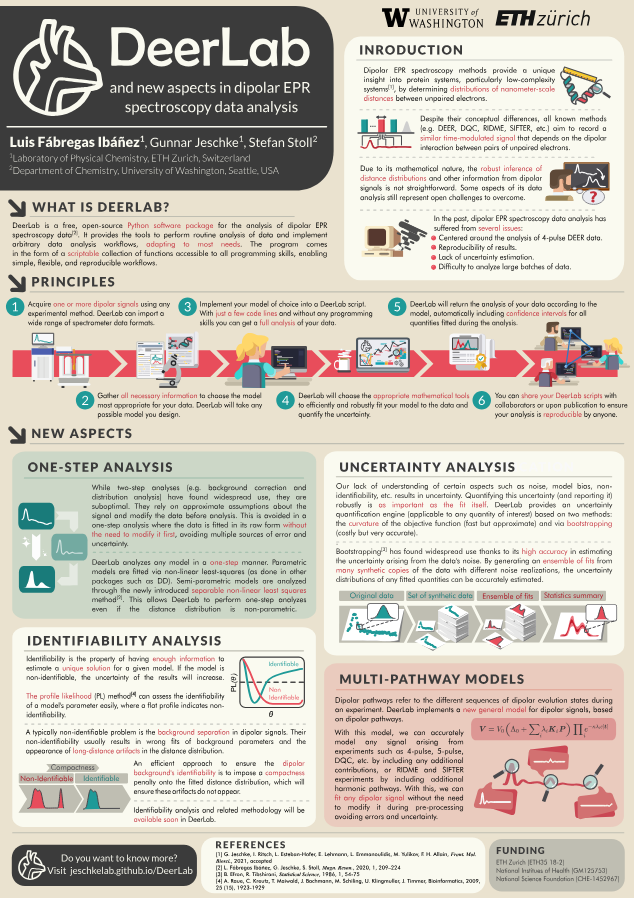 UNIVERSITY of
WASHINGTON
ETH zürich
DeerLab
and new aspects in dipolar EPR
spectroscopy data analysis
Luis Fábregas Ibáñez1, Gunnar Jeschke1, Stefan Stoll2
1Laboratory of Physical Chemistry, ETH Zurich, Switzerland
2Department of Chemistry, University of Washington, Seattle, USA
INRODUCTION
Dipolar EPR spectroscopy methods provide a unique
insight into protein systems, particularly low-complexity
systems[1], by determining distributions of nanometer-scale
distances between unpaired electrons.
Despite their conceptual differences, all known methods
(e.g. DEER, DQC, RIDME, SIFTER, etc.) aim to record a
similar time-modulated signal that depends on the dipolar
interaction between pairs of unpaired electrons.
Due to its mathematical nature, the robust inference of
distance distributions and other information from dipolar
signals is not straightforward. Some aspects of its data
analysis still represent open challenges to overcome.
?
In the past, dipolar EPR spectroscopy data analysis has
suffered from several issues:
Centered around the analysis of 4-pulse DEER data.
Reproducibility of results.
Lack of uncertainty estimation.
Difficulty to analyze large batches of data.
WHAT IS DEERLAB?
DeerLab is a free, open-source Python software package for the analysis of dipolar EPR
spectroscopy data[2]. It provides the tools to perform routine analysis of data and implement
arbitrary data analysis workflows, adapting to most needs. The program comes
in the form of a scriptable collection of functions accessible to all programming skills, enabling
simple, flexible, and reproducible workflows.
PRINCIPLES
1
Acquire one or more dipolar signals using any
experimental method. DeerLab can import a
wide range of spectrometer data formats.
3
Implement your model of choice into a DeerLab script.
With just a few code lines and without any programming
skills you can get a full analysis of your data.
5
DeerLab will return the analysis of your data according to the
model, automatically including confidence intervals for all
quantities fitted during the analysis.
2
Gather all necessary information to choose the model
most appropriate for your data. DeerLab will take any
possible model you design.
4
DeerLab will choose the appropriate mathematical tools
to efficiently and robustly fit your model to the data and
quantify the uncertainty.
6
You can share your DeerLab scripts with
collaborators or upon publication to ensure
your analysis is reproducible by anyone.
NEW ASPECTS
ONE-STEP ANALYSIS
While two-step analyses (e.g. background correction and
distribution analysis) have found widespread use, they are
suboptimal. They rely on approximate assumptions about the
signal and modify the data before analysis. This is avoided in a
one-step analysis where the data is fitted in its raw form without
the need to modify it first, avoiding multiple sources of error and
uncertainty.
DeerLab analyzes any model in a one-step manner. Parametric
models are fitted via non-linear least-squares (as done in other
packages such as DD). Semi-parametric models are analyzed
through the newly introduced separable non-linear least squares
method[2]. This allows DeerLab to perform one-step analyses
even if the distance distribution is non-parametric.
UNCERTAINTY ANALYSIS
Our lack of understanding of certain aspects such as noise, model bias, non-
identifiability, etc. results in uncertainty. Quantifying this uncertainty (and reporting it)
robustly is as important as the fit itself. DeerLab provides an uncertainty
quantification engine (applicable to any quantity of interest) based on two methods:
the curvature of the objective function (fast but approximate) and via bootstrapping
(costly but very accurate).
Bootstrapping[3] has found widespread use thanks to its high accuracy in estimating
the uncertainty arising from the data's noise. By generating an ensemble of fits from
many synthetic copies of the data with different noise realizations, the uncertainty
distributions of any fitted quantities can be accurately estimated.
Original data
Set of synthetic data
Ensemble of fits
Statistics summary
IDENTIFIABILITY ANALYSIS
Identifiability is the property of having enough information to
estimate a unique solution for a given model. If the model is
non-identifiable, the uncertainty of the results will increase.
The profile likelihood (PL) method[4] can assess the identifiability
of a model's parameter easily, where a flat profile indicates non-
identifiability.
PL(θ)
Identifiable
Non
Identifiable
θ
A typically non-identifiable problem is the background separation in dipolar signals. Their
non-identifiability usually results in wrong fits of background parameters and the
appearance of long-distance artifacts in the distance distribution.
Compactness
Non-Identifiable
Identifiable
An efficient approach to ensure the dipolar
background's identifiability is to impose a compactness
penalty onto the fitted distance distribution, which will
ensure these artifacts do not appear.
Identifiability analysis and related methodology will be
available soon in DeerLab.
MULTI-PATHWAY MODELS
Dipolar pathways refer to the different sequences of dipolar evolution states during
an experiment. DeerLab implements a new general model for dipolar signals, based
on dipolar pathways.
With this model, we can accurately
model any signal arising from
experiments such as 4-pulse, 5-pulse,
DQC, etc. by including any additional
contributions, or RIDME and SIFTER
experiments by including additional
harmonic pathways. With this, we can
fit any dipolar signal without the need
to modify it during pre-processing
avoiding errors and uncertainty.
Do you want to know more?
Visit jeschkelab.github.io/DeerLab
REFERENCES
[1] G. Jeschke, I. Ritsch, L. Esteban-Hofer, E. Lehmann, L. Emmanouilidis, M. Yulikov, F. H. Allain, Front. Mol.
Biosci., 2021, accepted
[2] L. Fábregas Ibáñez, G. Jeschke, S. Stoll, Magn. Reson., 2020, 1, 209-224
[3] B. Efron, R. Tibshirani, Statistical Science, 1986, 1, 54-75
[4] A. Raue, C. Kreutz, T. Maiwald, J. Bachmann, M. Schiling, U. Klingmuller, J. Timmer, Bioinformatics, 2009,
25 (15), 1923-1929
FUNDING
ETH Zurich (ETH35 18-2)
National Institues of Health (GM125753)
National Science Foundation (CHE-1452967)